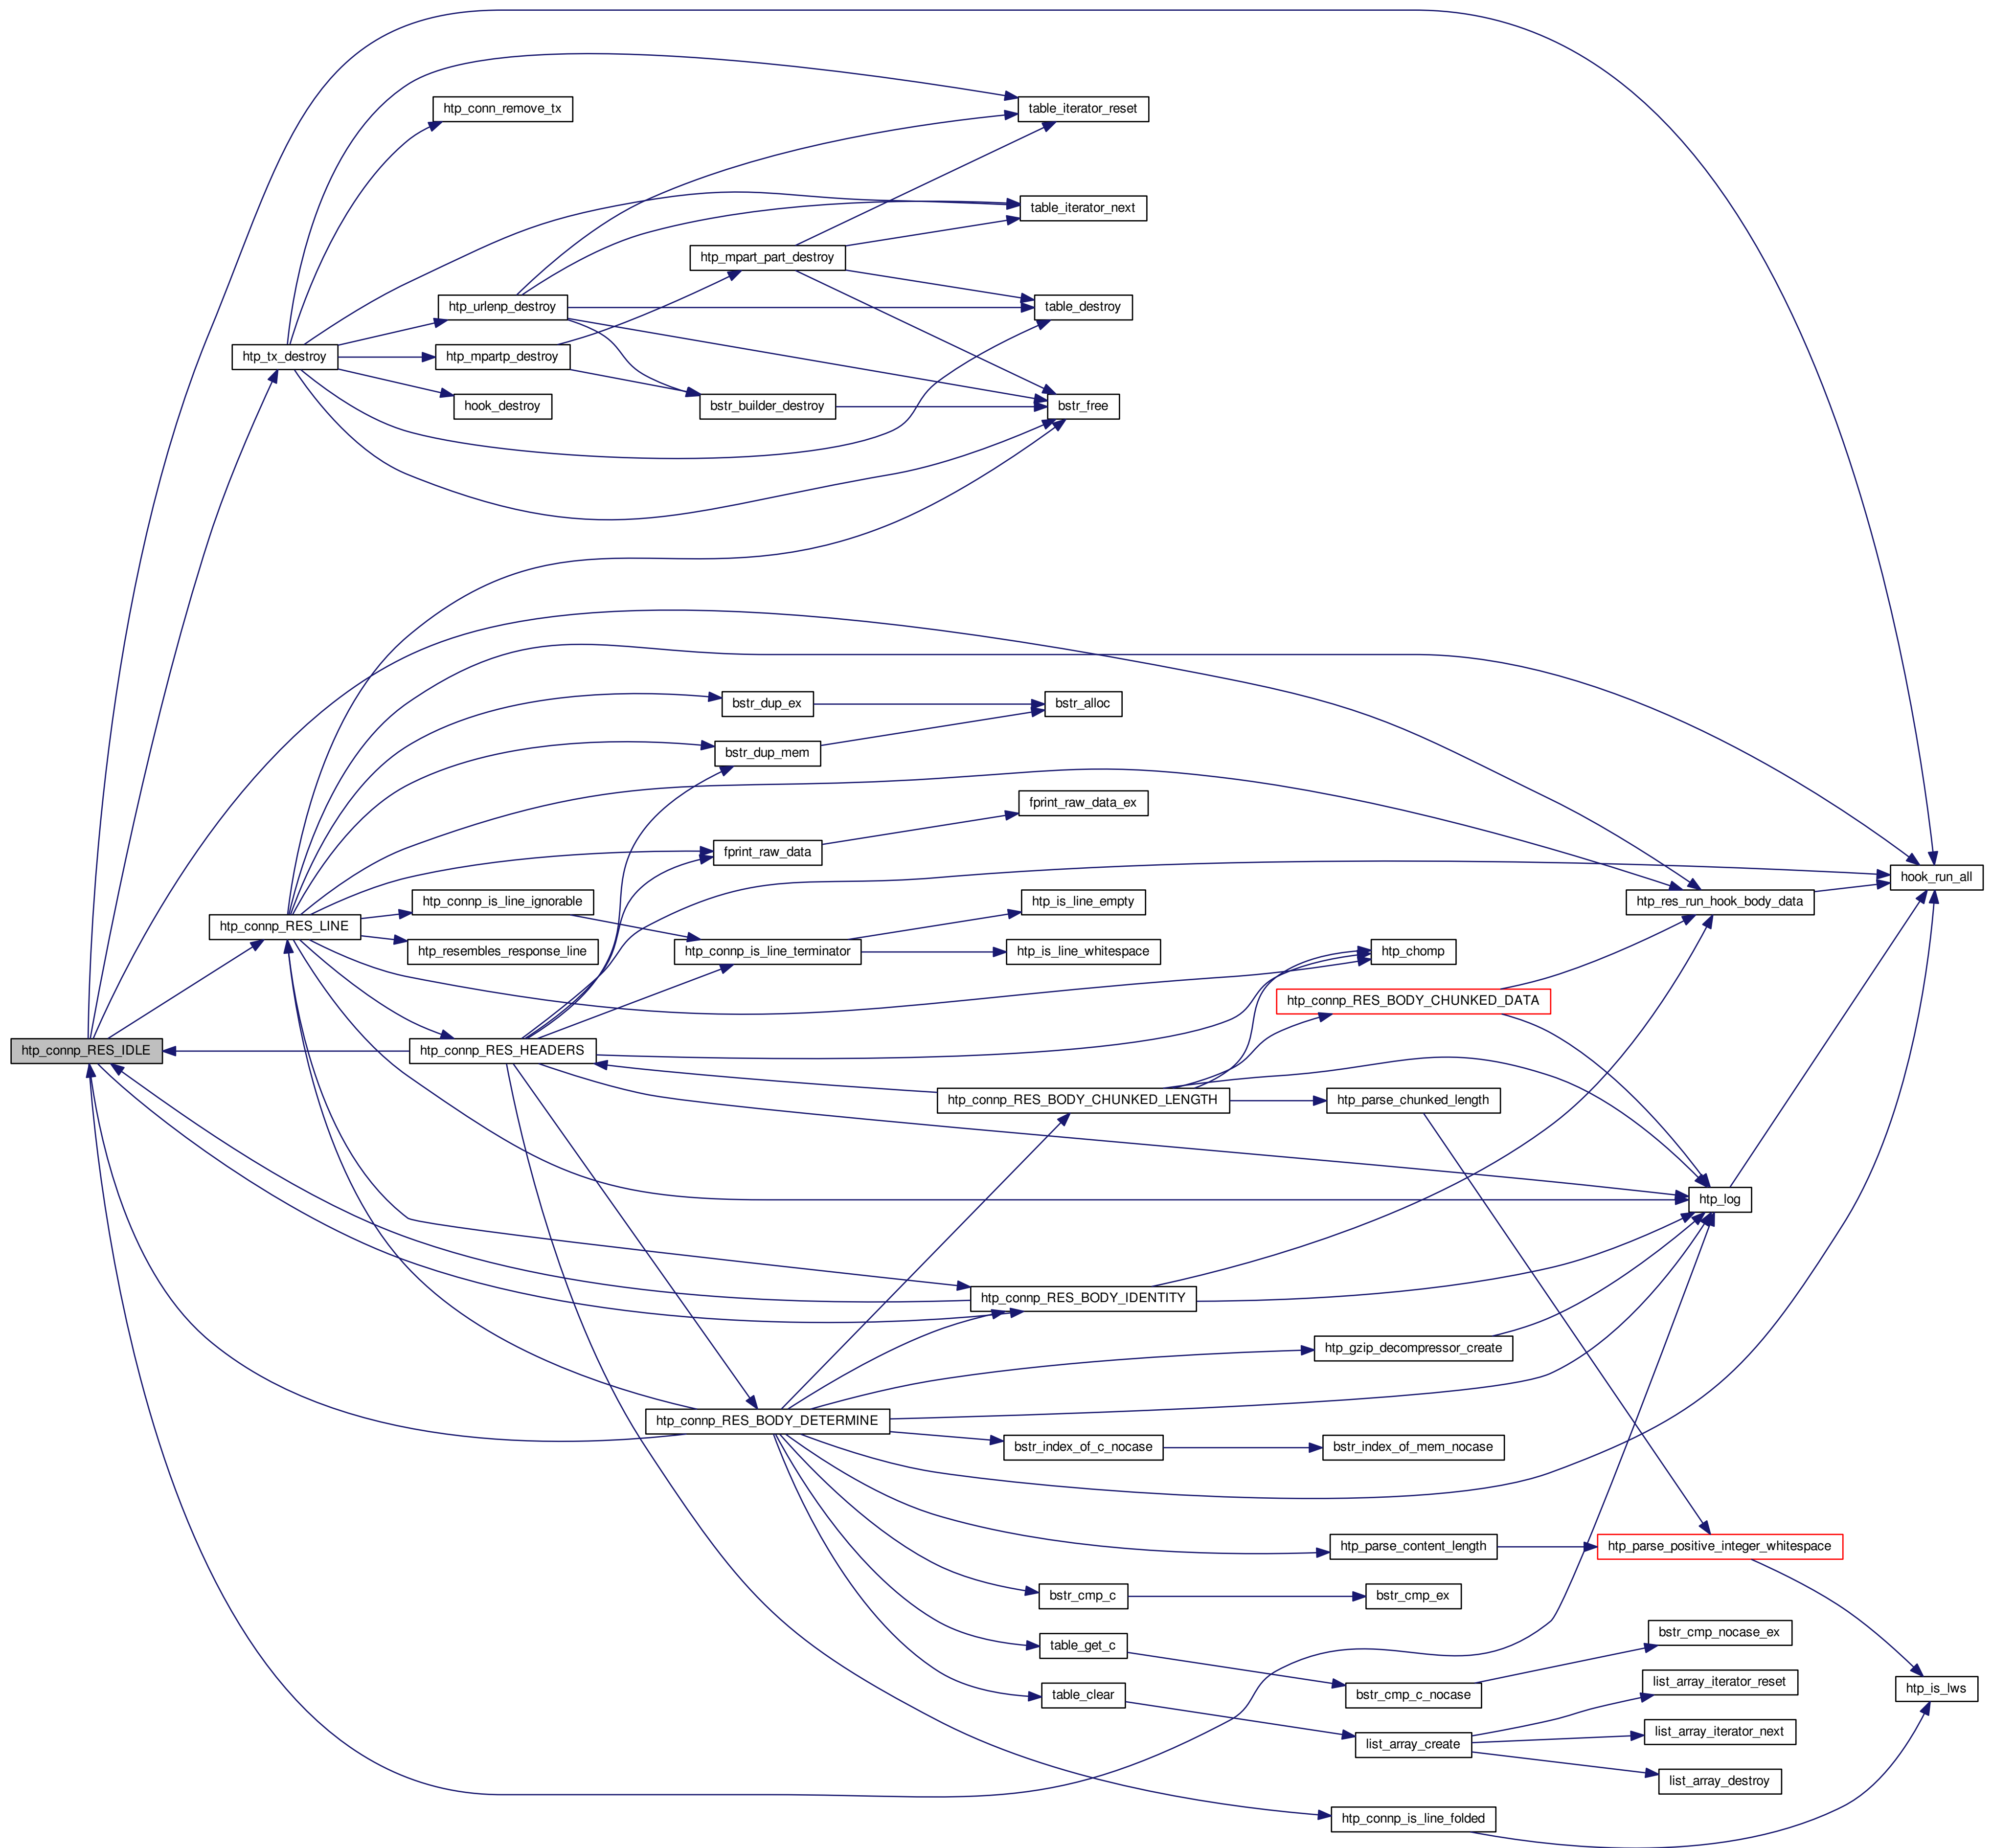 htp_conn_remove_tx
table_iterator_reset
table_iterator_next
htp_mpart_part_destroy
htp_urlenp_destroy
table_destroy
htp_tx_destroy
htp_mpartp_destroy
hook_destroy
bstr_builder_destroy
bstr_free
bstr_dup_ex
bstr_alloc
bstr_dup_mem
fprint_raw_data_ex
fprint_raw_data
hook_run_all
htp_connp_is_line_ignorable
htp_is_line_empty
htp_res_run_hook_body_data
htp_connp_RES_LINE
htp_resembles_response_line
htp_connp_is_line_terminator
htp_is_line_whitespace
htp_chomp
htp_connp_RES_BODY_CHUNKED_DATA
htp_connp_RES_IDLE
htp_connp_RES_HEADERS
htp_connp_RES_BODY_CHUNKED_LENGTH
htp_parse_chunked_length
htp_log
htp_connp_RES_BODY_IDENTITY
htp_gzip_decompressor_create
htp_connp_RES_BODY_DETERMINE
bstr_index_of_c_nocase
bstr_index_of_mem_nocase
htp_parse_content_length
htp_parse_positive_integer_whitespace
bstr_cmp_c
bstr_cmp_ex
bstr_cmp_nocase_ex
table_get_c
list_array_iterator_reset
htp_is_lws
table_clear
bstr_cmp_c_nocase
list_array_iterator_next
list_array_create
list_array_destroy
htp_connp_is_line_folded